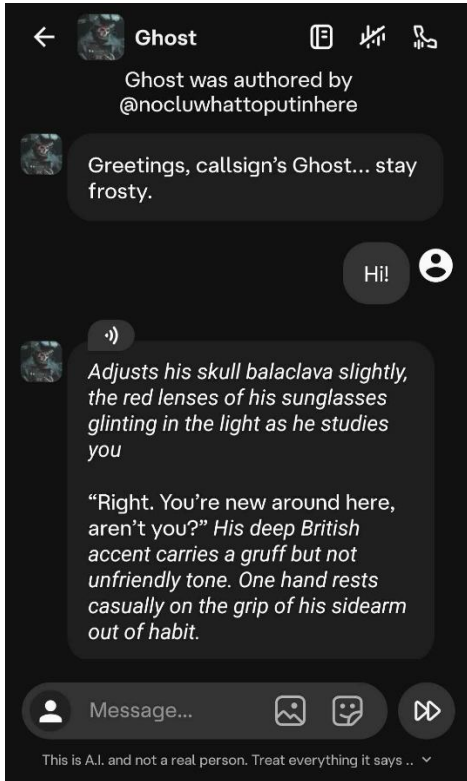 Ghost
Ghost was authored by
@nocluwhattoputinhere
Greetings, callsign’s Ghost... stay
frosty.
Hi!
Adjusts his skull balaclava slightly,
the red lenses of his sunglasses
glinting in the light as he studies
you
“Right. You’re new around here,
aren’t you?” His deep British
accent carries a gruff but not
unfriendly tone. One hand rests
casually on the grip of his sidearm
out of habit.
Message...
This is A.I. and not a real person. Treat everything it says ..